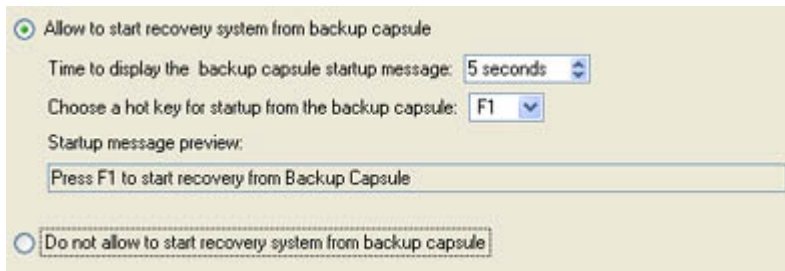 Allow to start recovery system from backup capsule
Time to display the backup capsule startup message: 5 seconds
Choose a hot key for startup from the backup capsule: F1
Startup message preview:
Press F1 to start recovery from Backup Capsule
Do not allow to start recovery system from backup capsule